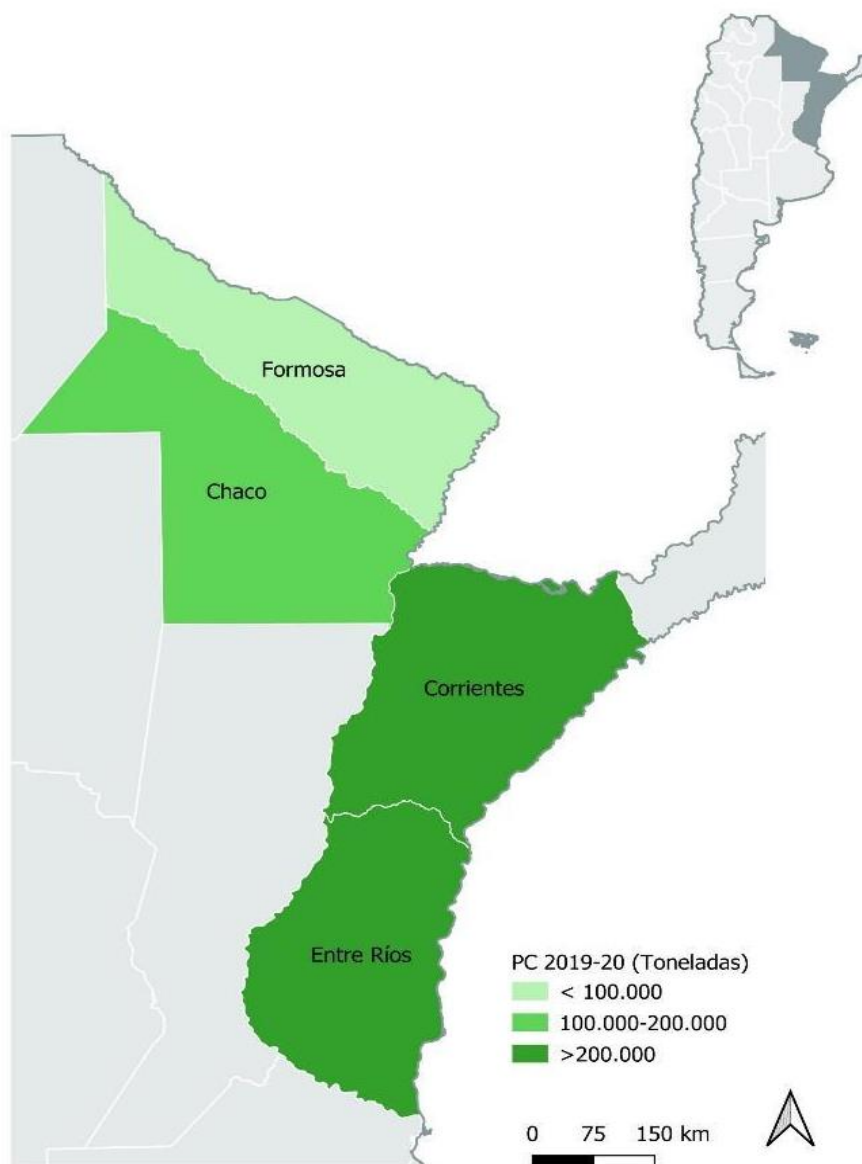 Formosa
Chaco
Corrientes
Entre Ríos
PC 2019-20 (Toneladas)
< 100.000
100.000-200.000
>200.000
0 75 150 km